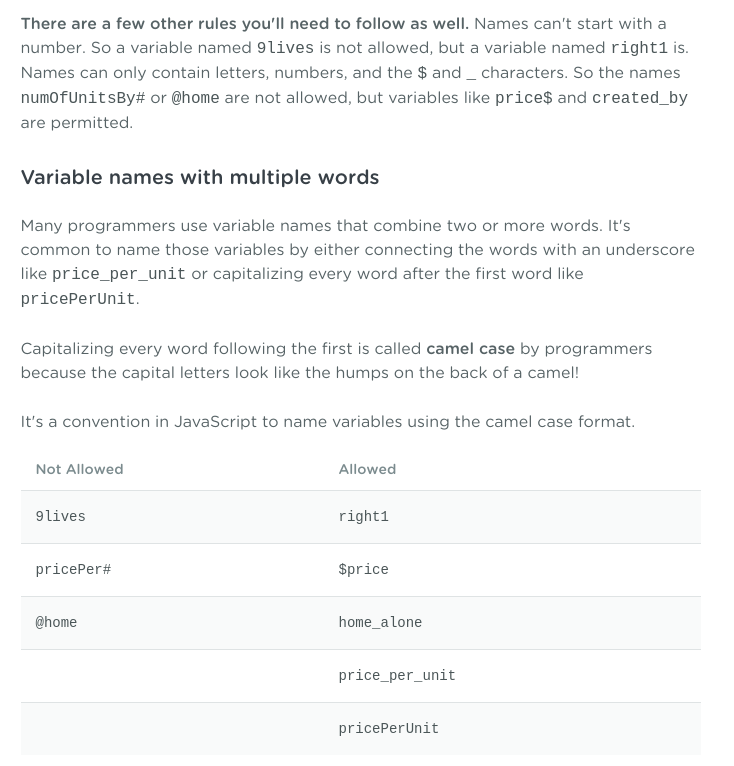 There are a few other rules you'll need to follow as well. Names can't start with a
number. So a variable named 9lives is not allowed, but a variable named right1 is.
Names can only contain letters, numbers, and the $ and _ characters. So the names
numOfUnitsBy# or @home are not allowed, but variables like price$ and created_by
are permitted.
Variable names with multiple words
Many programmers use variable names that combine two or more words. It's
common to name those variables by either connecting the words with an underscore
like price_per_unit or capitalizing every word after the first word like
pricePerUnit.
Capitalizing every word following the first is called camel case by programmers
because the capital letters look like the humps on the back of a camel!
It's a convention in JavaScript to name variables using the camel case format.
Not Allowed Allowed
9lives right1
pricePer# $price
@home home_alone
price_per_unit
pricePerUnit